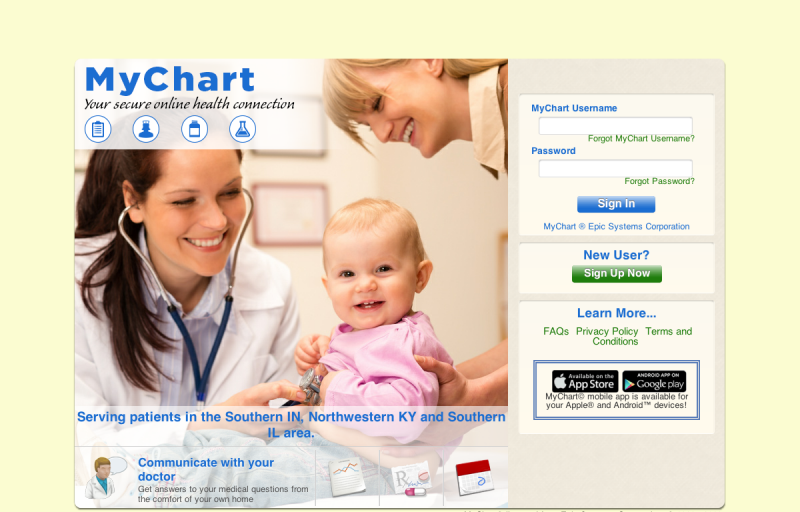 MyChart
Your secure online health connection
MyChart Username
Forgot MyChart Username?
Password
Forgot Password?
Sign In
MyChart ® Epic Systems Corporation
New User?
Sign Up Now
Learn More...
FAQs Privacy Policy Terms and
Conditions
Available on the
App Store
ANDROID APP ON
Google play
MyChart© mobile app is available for
your Apple® and Android™ devices!
Serving patients in the Southern IN, Northwestern KY and Southern
IL area.
Communicate with your
doctor
Get answers to your medical questions from
the comfort of your own home